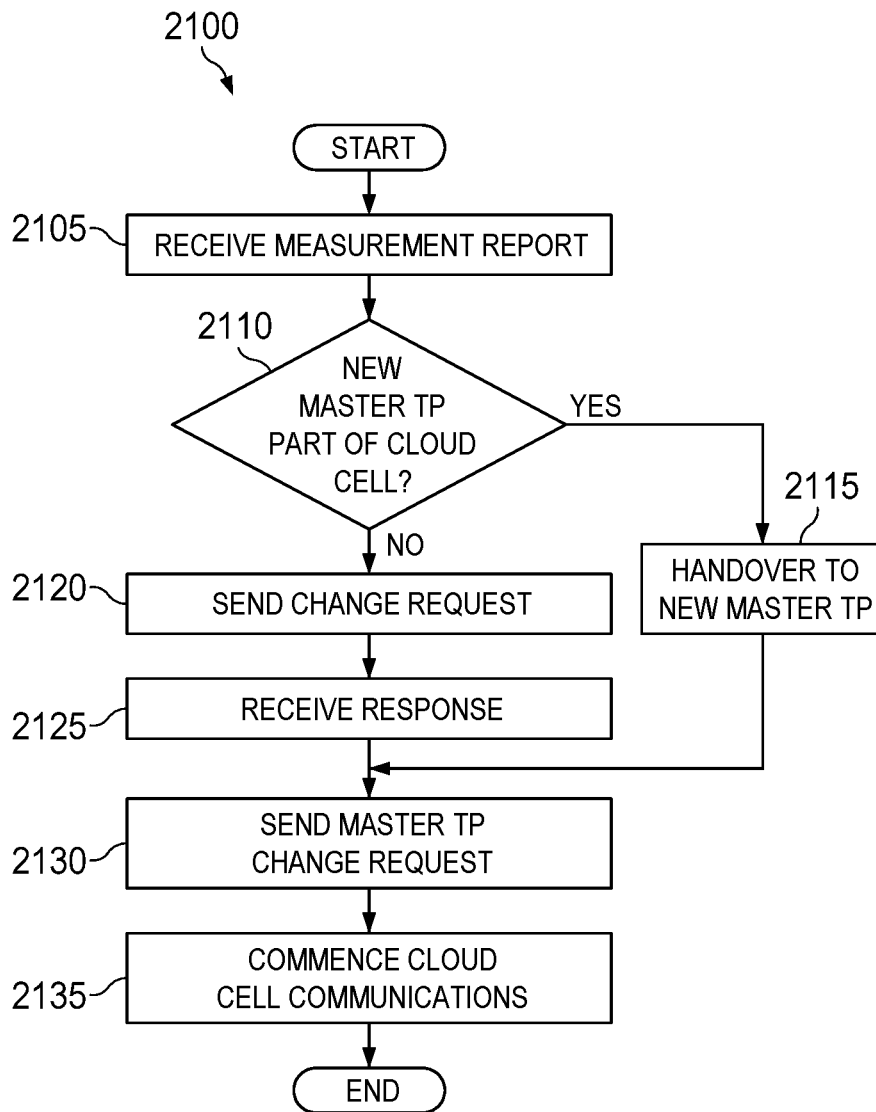 2100
START
2105
RECEIVE MEASUREMENT REPORT
2110
NEW
MASTER TP
PART OF CLOUD
CELL?
YES
NO
2115
HANDOVER TO
NEW MASTER TP
2120
SEND CHANGE REQUEST
2125
RECEIVE RESPONSE
2130
SEND MASTER TP
CHANGE REQUEST
2135
COMMENCE CLOUD
CELL COMMUNICATIONS
END